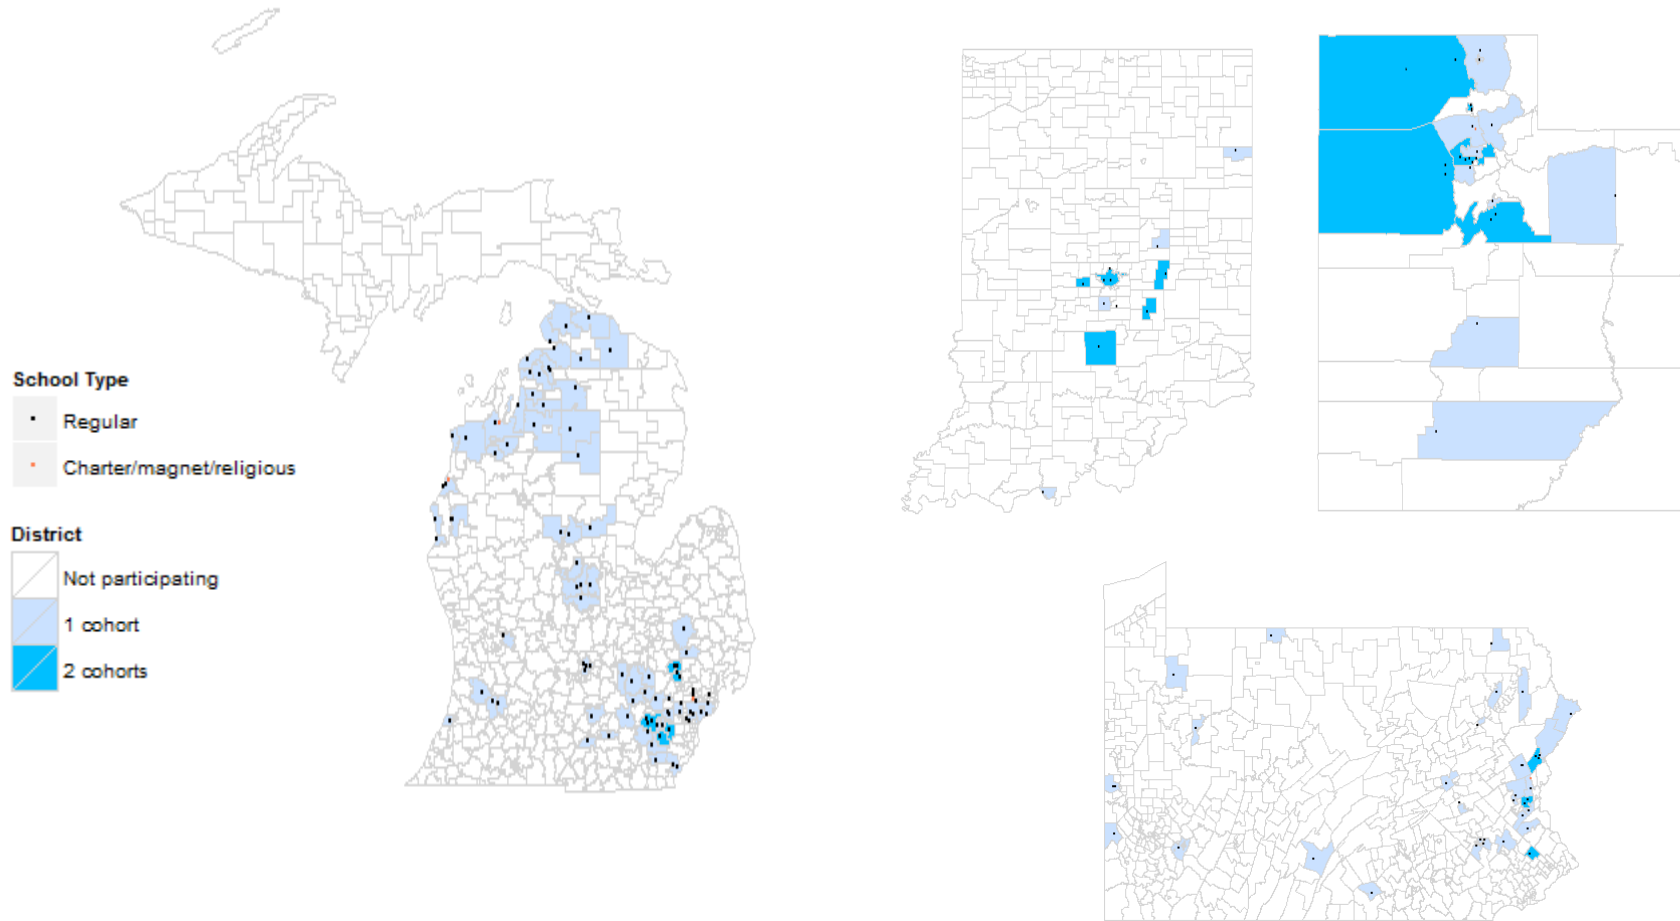 School Type
Regular
Charter/magnet/religious
District
Not participating
1 cohort
2 cohorts